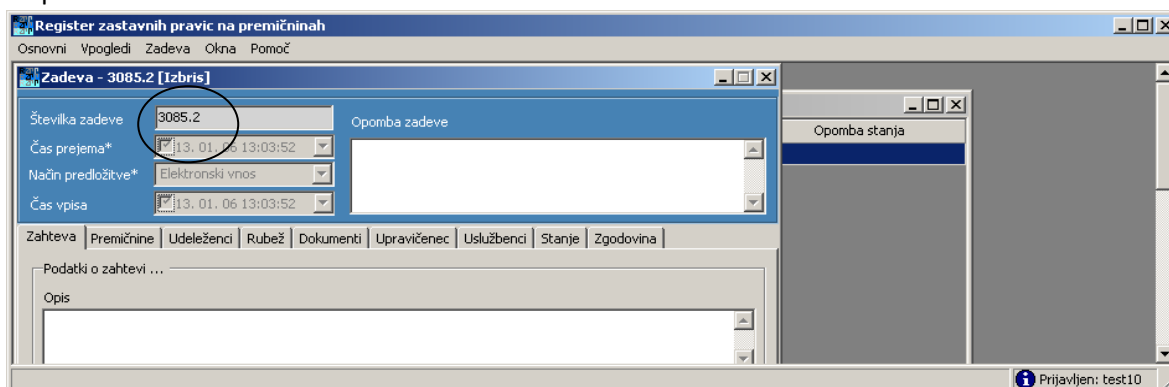 Register zastavnih pravic na premičninah
Osnovni Vpogledi Zadeva Okna Pomoč
Zadeva - 3085.2 [Izbris]
Številka zadeve 3085.2 Opomba zadeve
Opomba stanja
Čas prejema* 13. 01. 06 13:03:52
Način predložitve* Elektronski vnos
Čas vpisa 13. 01. 06 13:03:52
Zahteva Premičnine Udeleženci Rubež Dokumenti Upravičenec Uslužbenci Stanje Zgodovina
Podatki o zahtevi ...
Opis
Prijavljen: test10